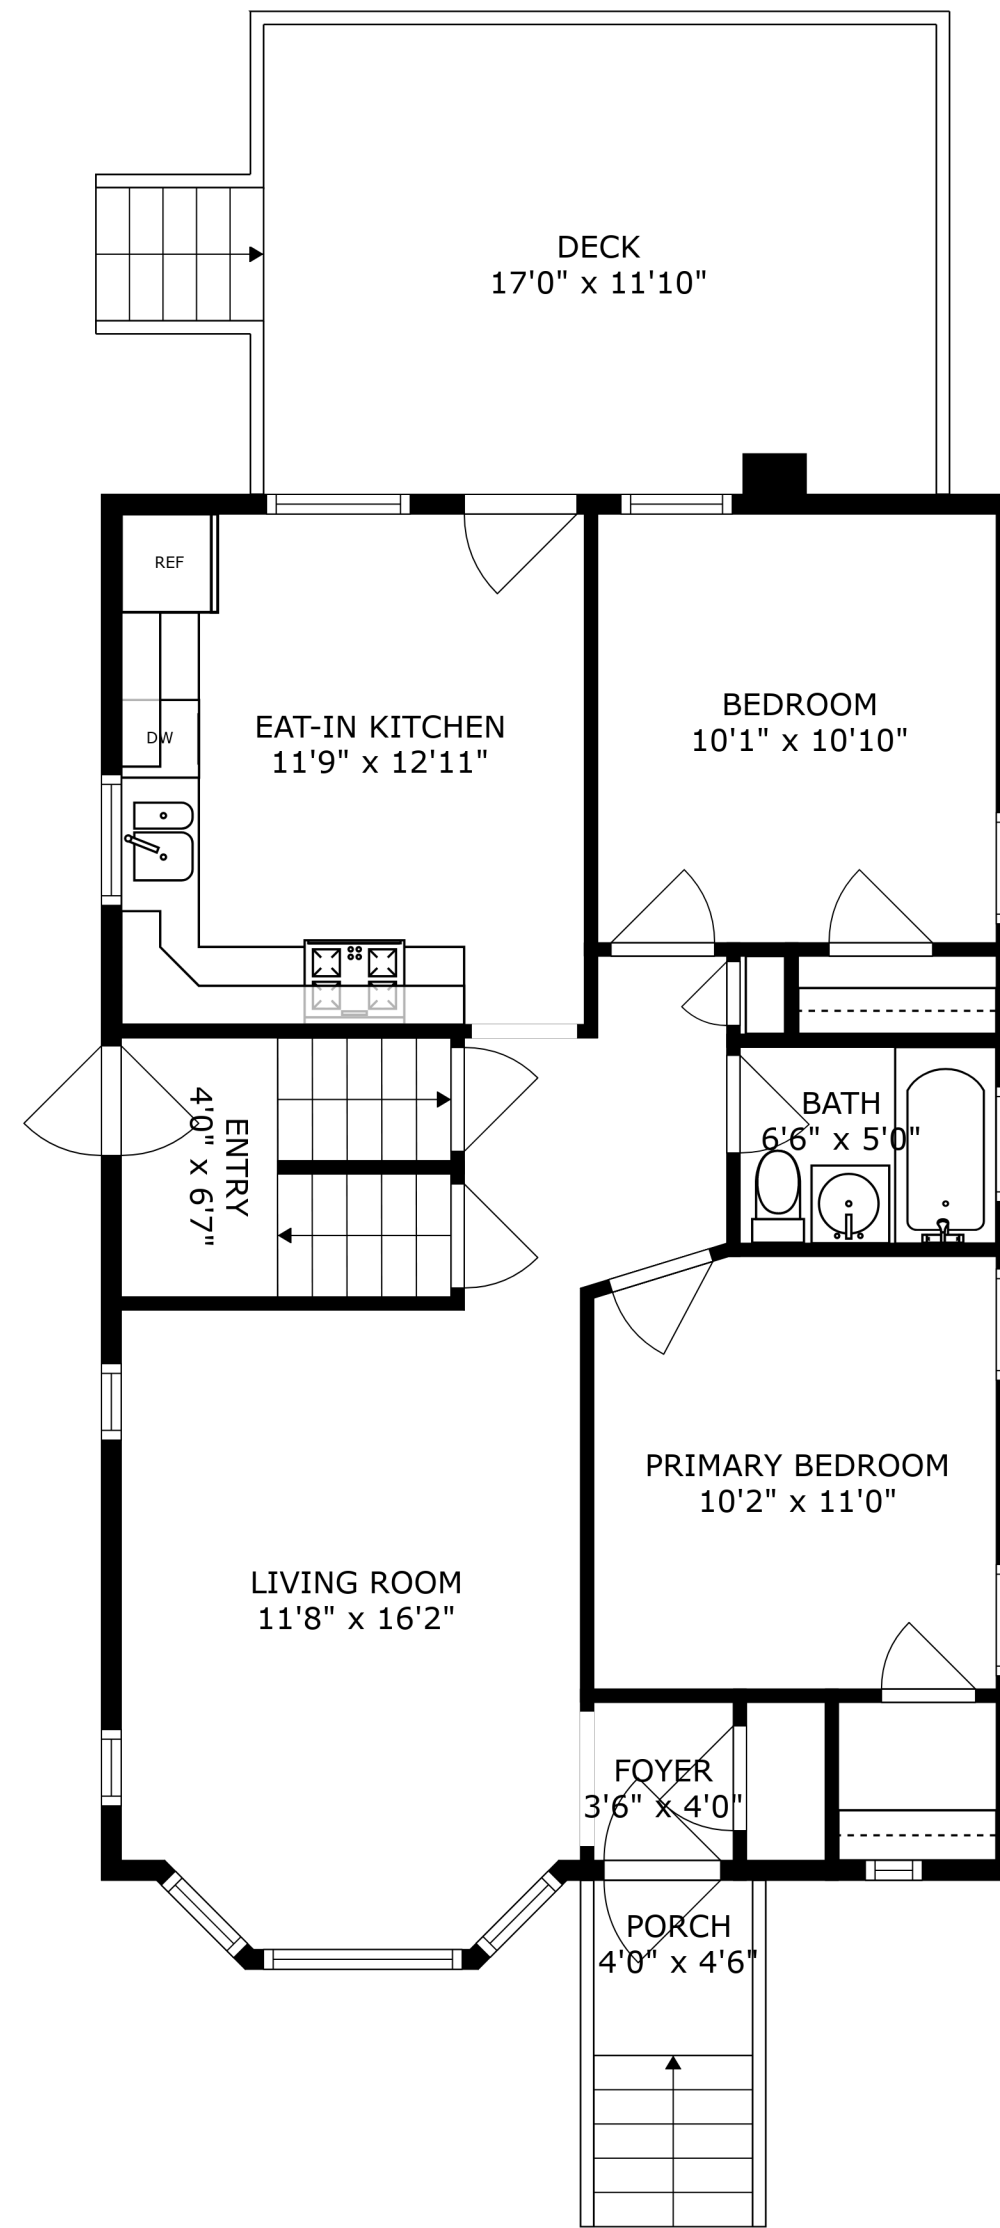 DECK
17'0" x 11'10"
REF
DW
EAT-IN KITCHEN
11'9" x 12'11"
BEDROOM
10'1" x 10'10"
ENTRY
4'0" x 6'7"
BATH
6'6" x 5'0"
PRIMARY BEDROOM
10'2" x 11'0"
LIVING ROOM
11'8" x 16'2"
FOYER
3'6" x 4'0"
PORCH
4'0" x 4'6"